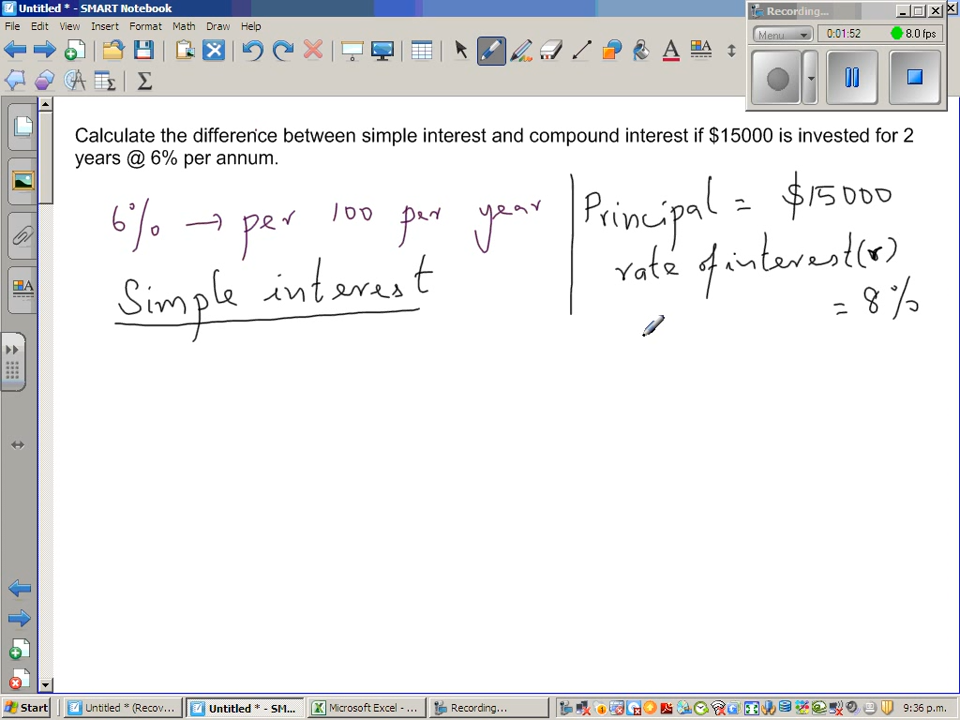 Untitled * - SMART Notebook
File Edit View Insert Format Math Draw Help
Recording...
Menu 0:01:52 8.0 fps
Calculate the difference between simple interest and compound interest if $15000 is invested for 2
years @ 6% per annum.
6% → per 100 per year
Simple interest
Principal = $15000
rate of interest(r)
= 8%
Start Untitled * (Recov... Untitled * - SM... Microsoft Excel - ... Recording... 9:36 p.m.